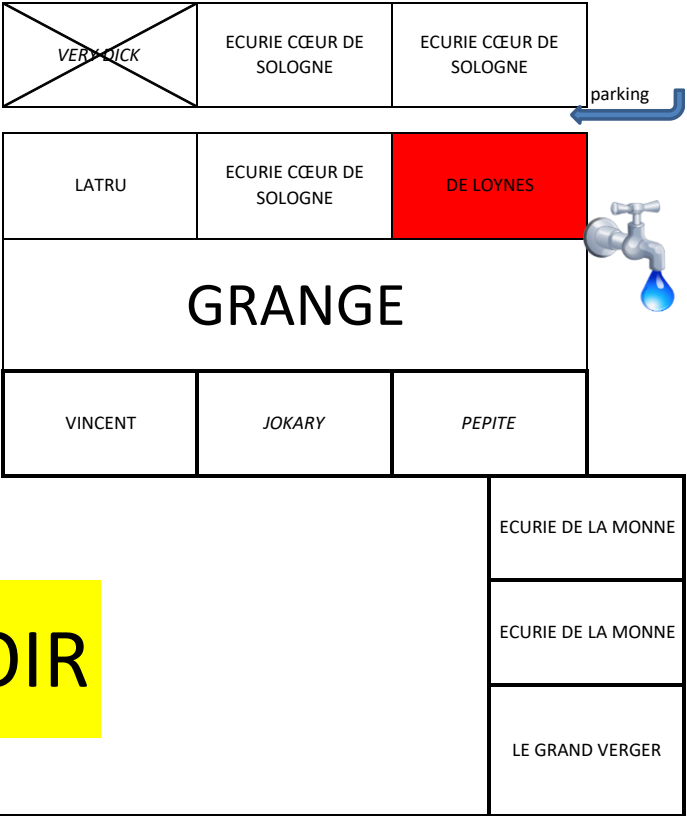 VERY DICK
ECURIE CŒUR DE
SOLOGNE
ECURIE CŒUR DE
SOLOGNE
parking
LATRU
ECURIE CŒUR DE
SOLOGNE
DE LOYNES
GRANGE
VINCENT
JOKARY
PEPITE
ECURIE DE LA MONNE
OIR
ECURIE DE LA MONNE
LE GRAND VERGER